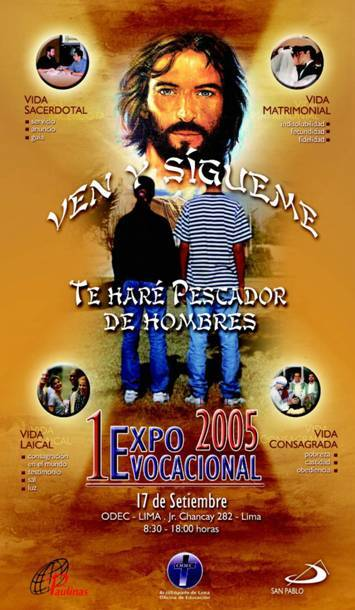 VIDA
SACERDOTAL
servicio
anuncio
guía
VIDA
MATRIMONIAL
indisolubilidad
fecundidad
fidelidad
VEN Y SÍGUEME
TE HARÉ PESCADOR
DE HOMBRES
VIDA
LAICAL
consagración
en el mundo
testimonio
sal
luz
VIDA
CONSAGRADA
pobreza
castidad
obediencia
1 EXPO 2005
VOCACIONAL
17 de Setiembre
ODEC - LIMA . Jr. Chancay 282 - Lima
8:30 - 18:00 horas
Paulinas
ODEC
Arzobispado de Lima
Oficina de Educación
SAN PABLO